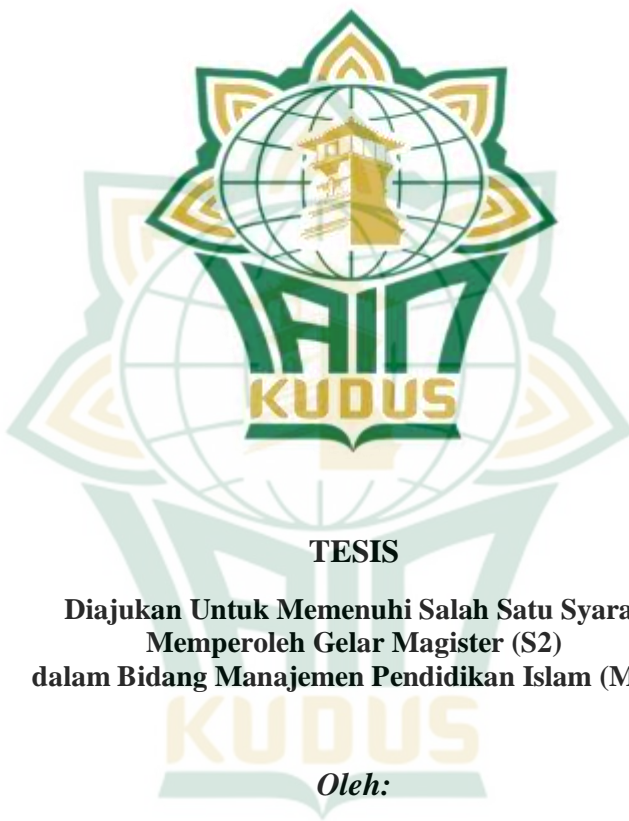 IAIN
KUDUS
TESIS
Diajukan Untuk Memenuhi Salah Satu Syara
Memperoleh Gelar Magister (S2)
dalam Bidang Manajemen Pendidikan Islam (M
KUDUS
Oleh: